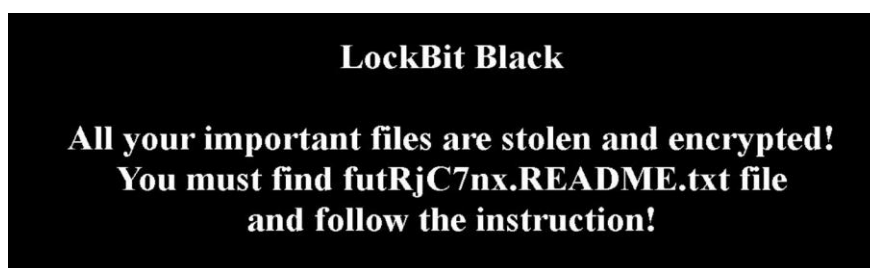 LockBit Black
All your important files are stolen and encrypted!
You must find futRjC7nx.README.txt file
and follow the instruction!